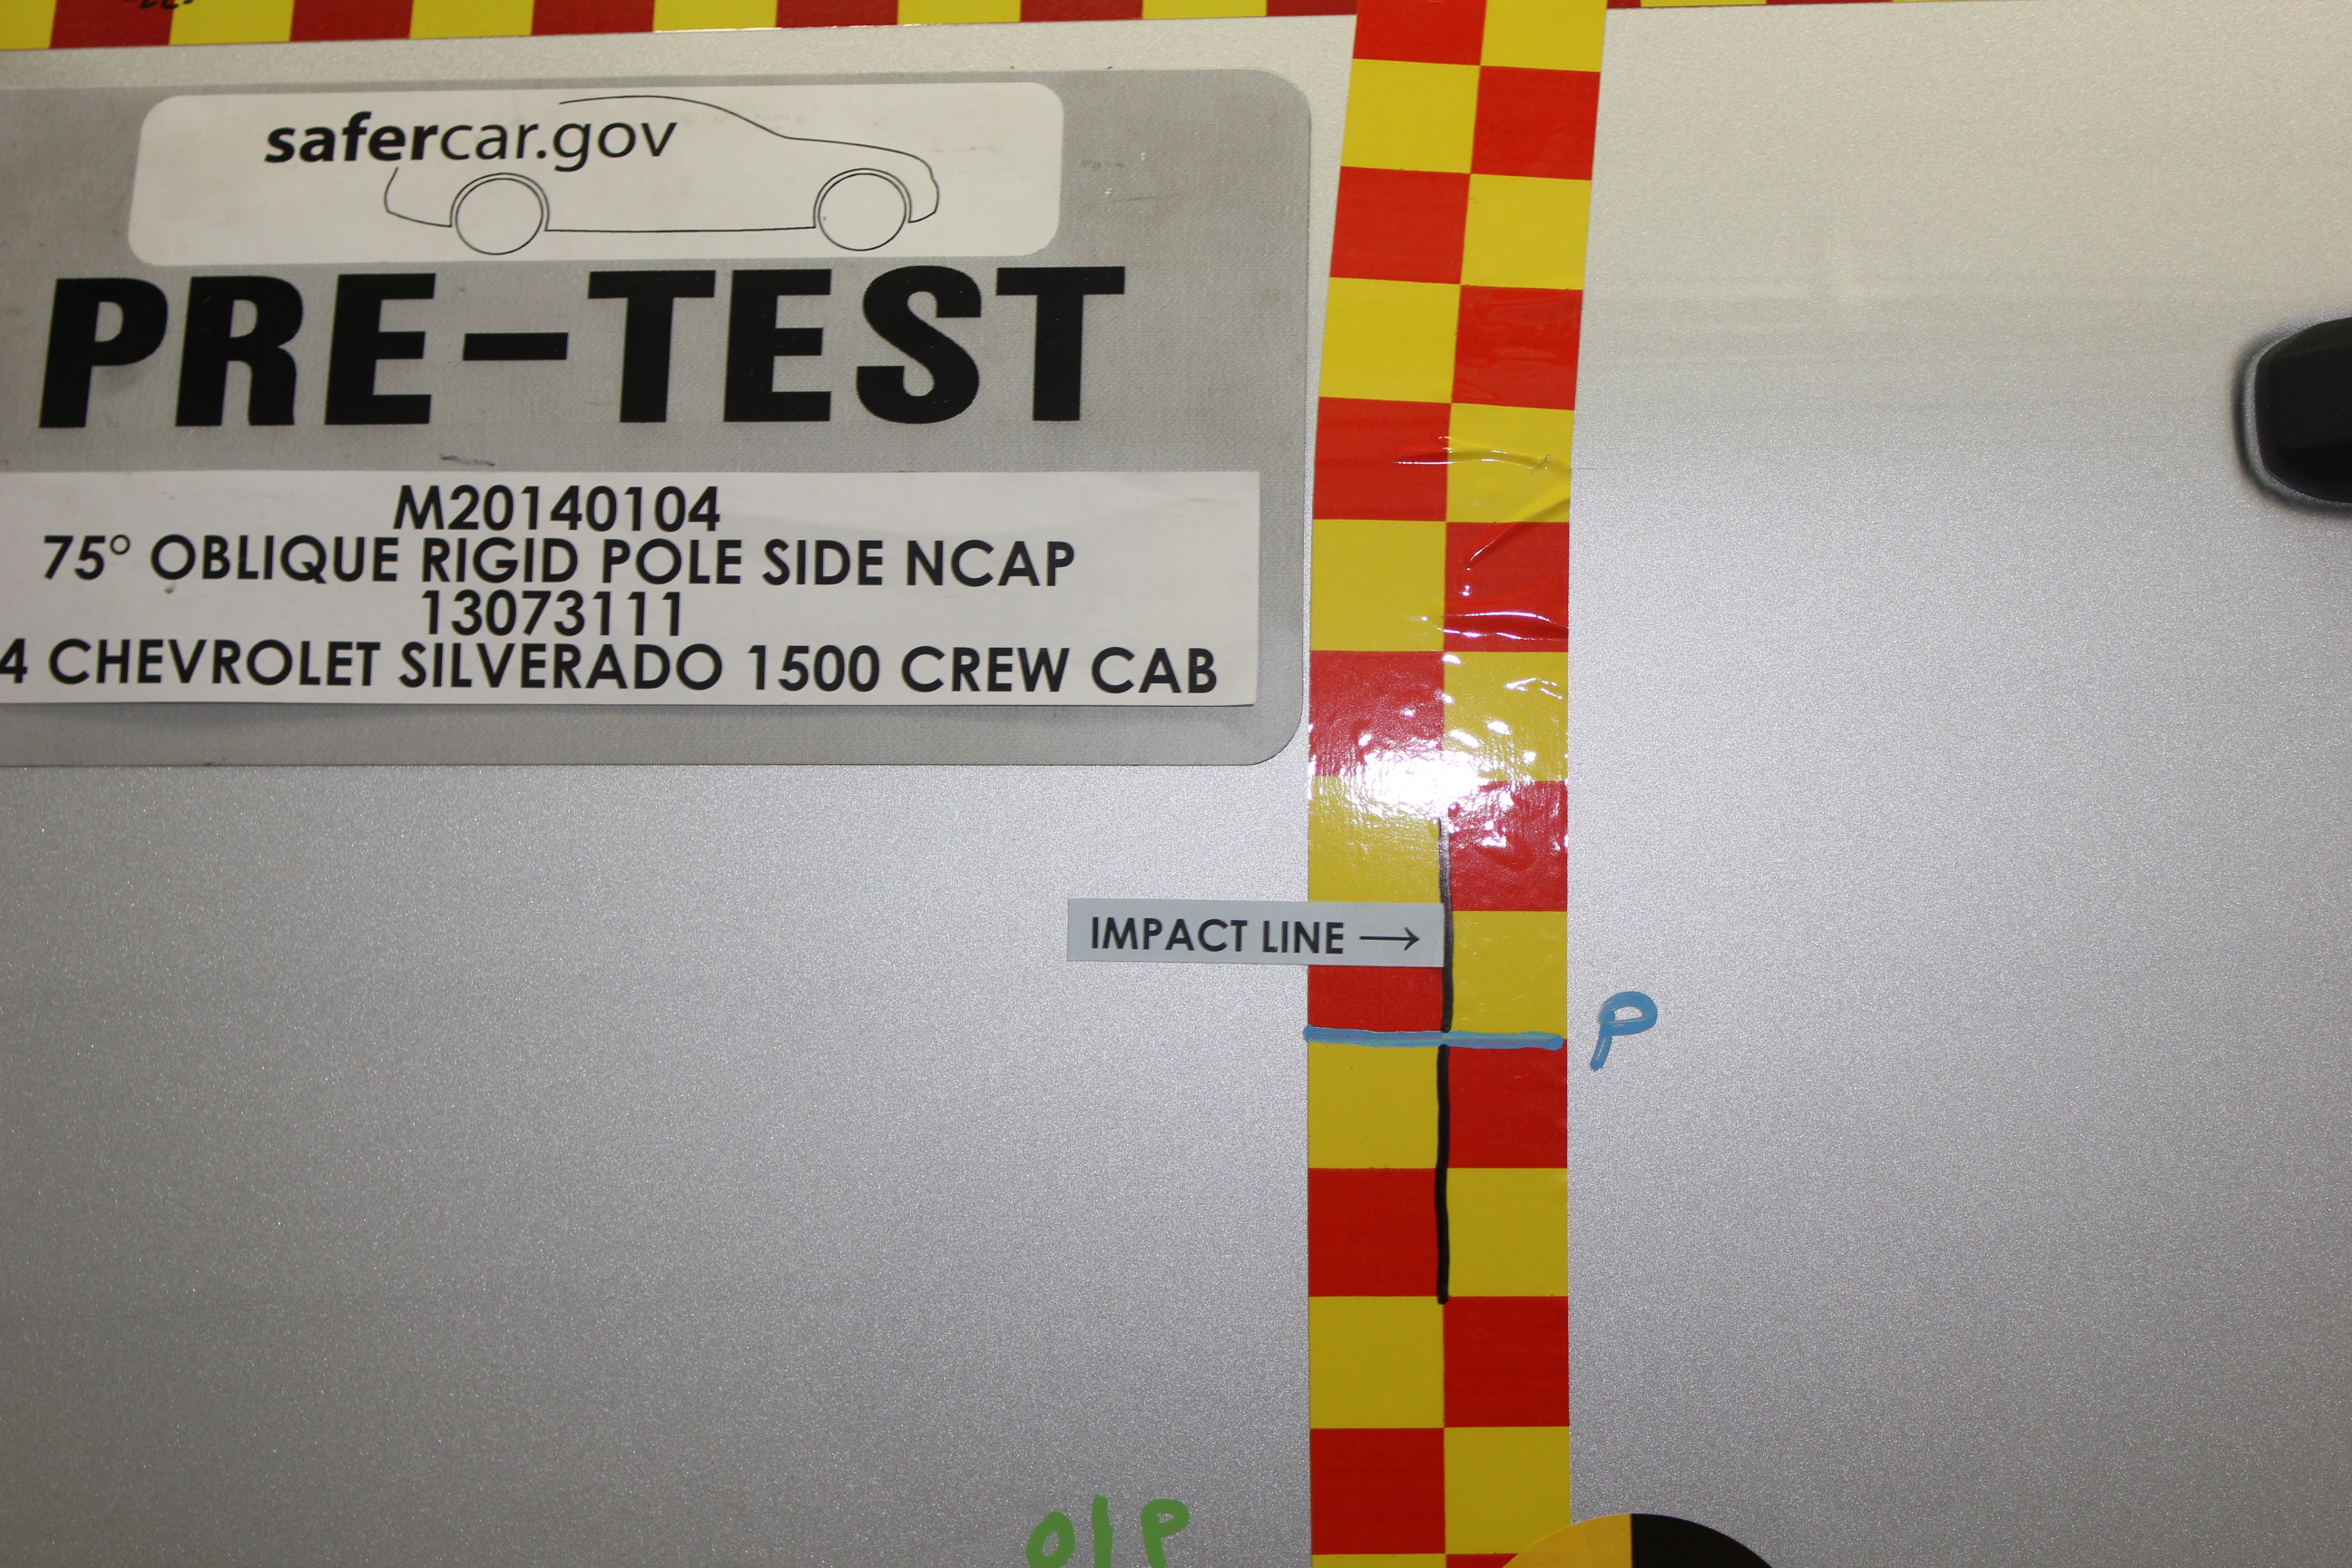 safercar.gov
PRE-TEST
M20140104
75° OBLIQUE RIGID POLE SIDE NCAP
13073111
4 CHEVROLET SILVERADO 1500 CREW CAB
IMPACT LINE →
P